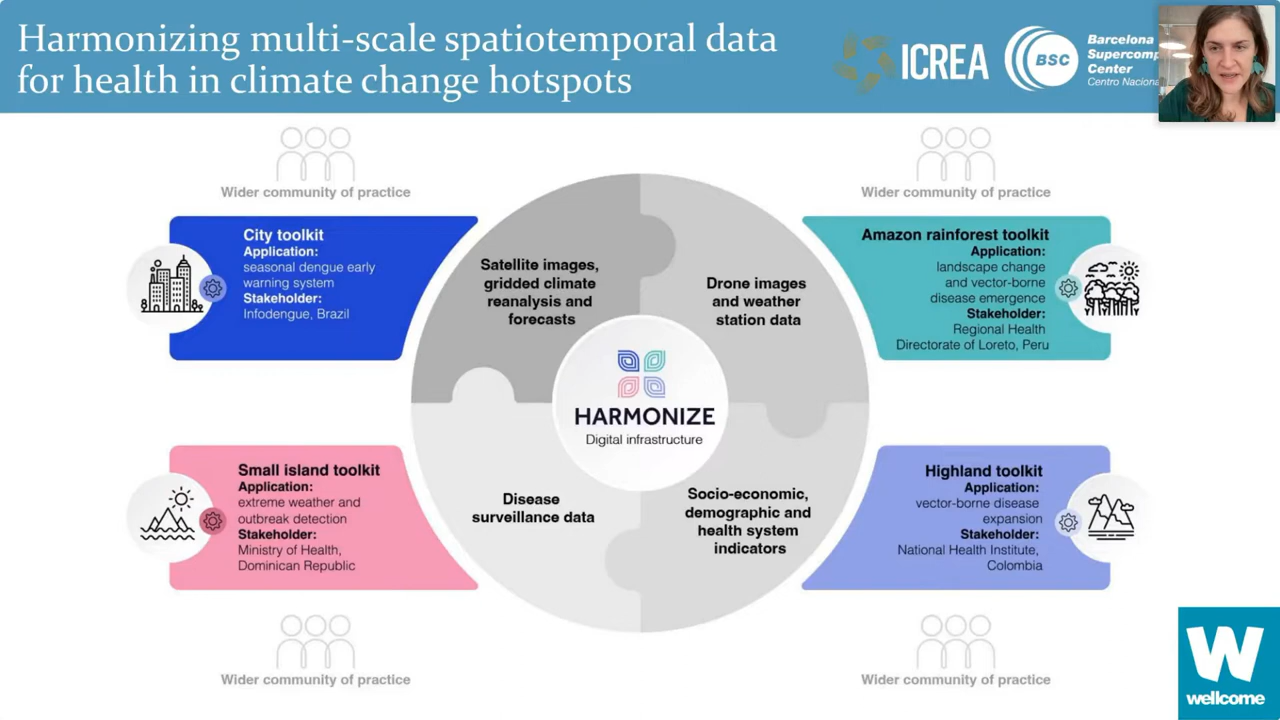 Harmonizing multi-scale spatiotemporal data
for health in climate change hotspots
ICREA
BSC
Barcelona
Supercomp
Center
Centro Nacion
Wider community of practice
Wider community of practice
City toolkit
Application:
seasonal dengue early
warning system
Stakeholder:
Infodengue, Brazil
Satellite images,
gridded climate
reanalysis and
forecasts
Drone images
and weather
station data
Amazon rainforest toolkit
Application:
landscape change
and vector-borne
disease emergence
Stakeholder:
Regional Health
Directorate of Loreto, Peru
HARMONIZE
Digital infrastructure
Small island toolkit
Application:
extreme weather and
outbreak detection
Stakeholder:
Ministry of Health,
Dominican Republic
Disease
surveillance data
Socio-economic,
demographic and
health system
indicators
Highland toolkit
Application:
vector-borne disease
expansion
Stakeholder:
National Health Institute,
Colombia
Wider community of practice
Wider community of practice
W
wellcome